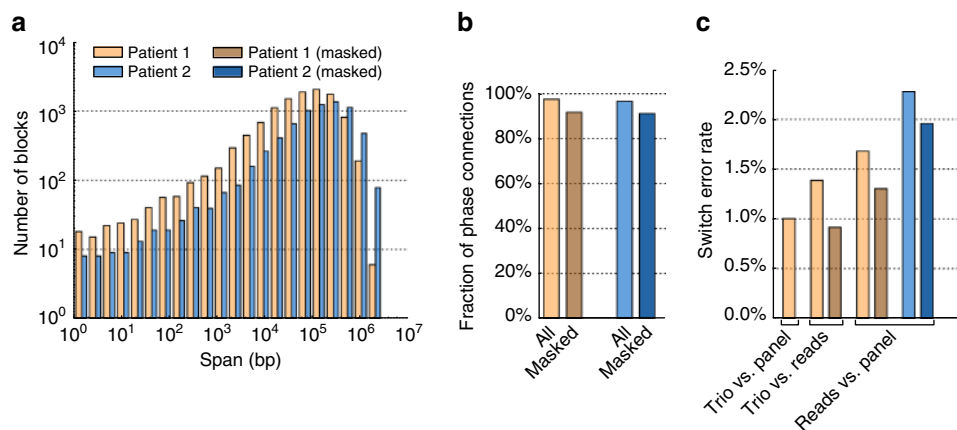 a
Patient 1
Patient 1 (masked)
Patient 2
Patient 2 (masked)
Number of blocks
10^4
10^3
10^2
10^1
10^0
10^0 10^1 10^2 10^3 10^4 10^5 10^6 10^7
Span (bp)
b
Fraction of phase connections
100%
80%
60%
40%
20%
0%
All
Masked
All
Masked
c
Switch error rate
2.5%
2.0%
1.5%
1.0%
0.5%
0.0%
Trio vs. panel
Trio vs. reads
Reads vs. panel